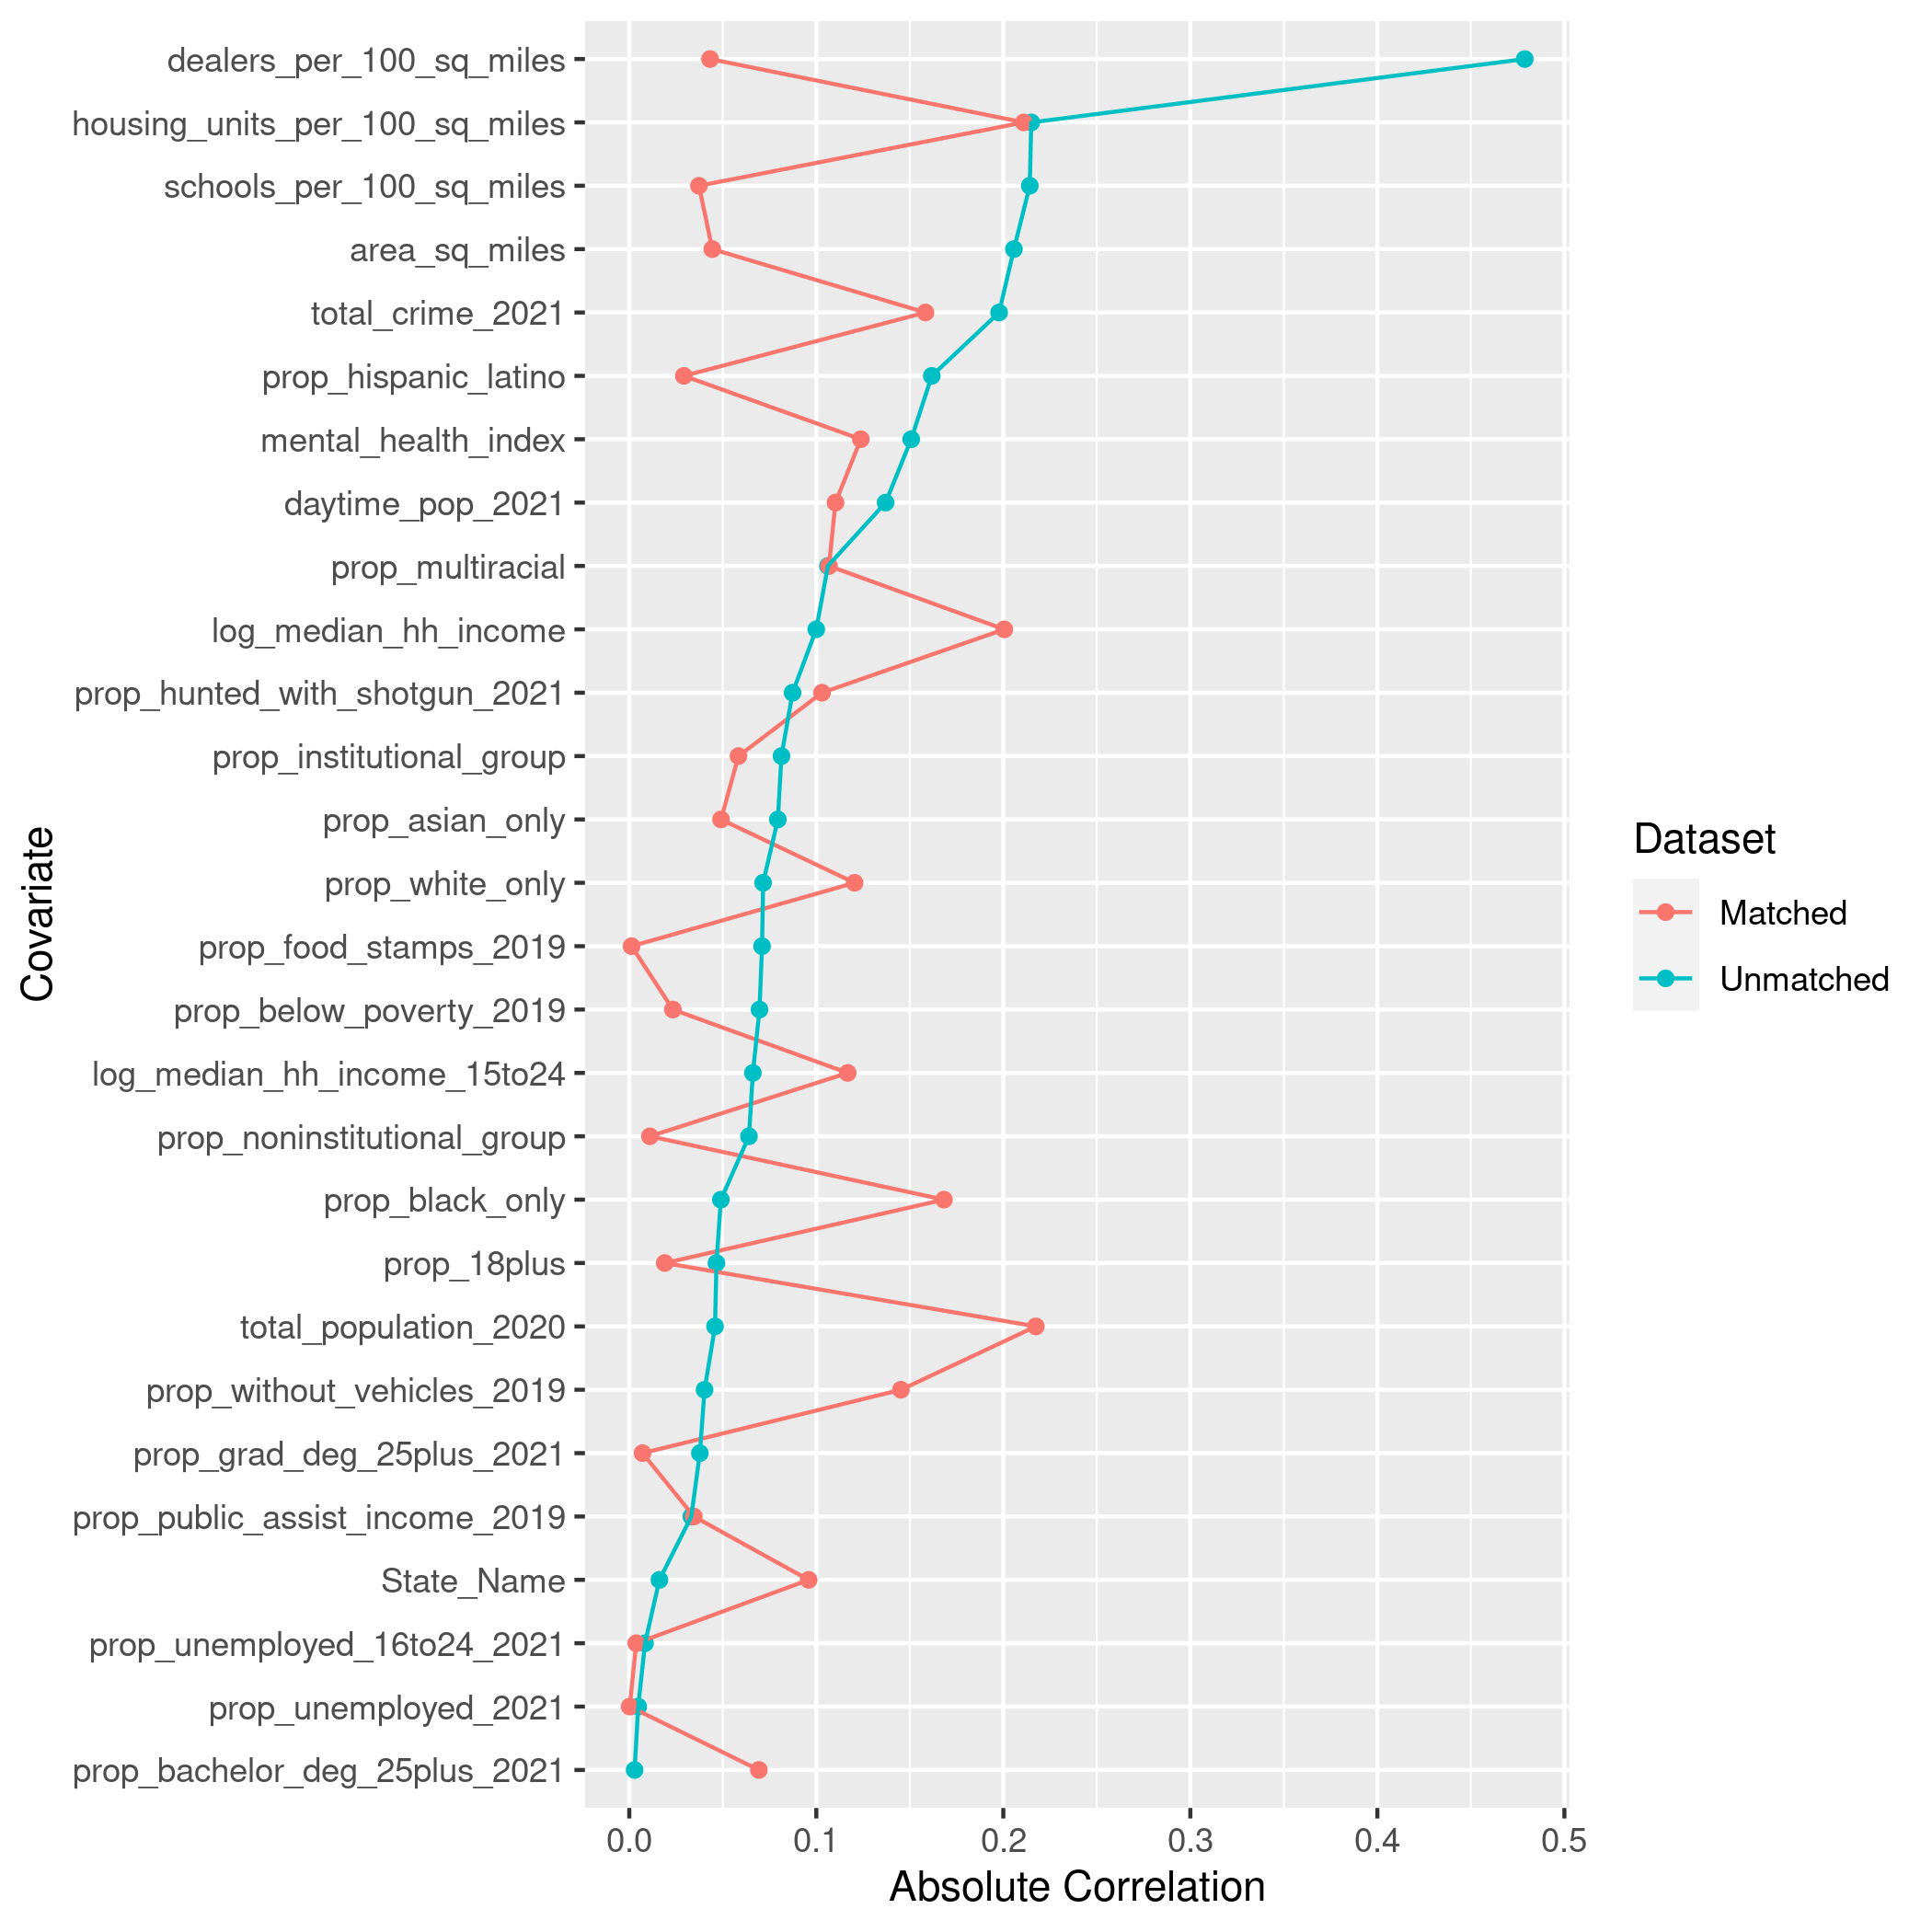 dealers_per_100_sq_miles
housing_units_per_100_sq_miles
schools_per_100_sq_miles
area_sq_miles
total_crime_2021
prop_hispanic_latino
mental_health_index
daytime_pop_2021
prop_multiracial
log_median_hh_income
prop_hunted_with_shotgun_2021
prop_institutional_group
prop_asian_only
prop_white_only
prop_food_stamps_2019
prop_below_poverty_2019
log_median_hh_income_15to24
prop_noninstitutional_group
prop_black_only
prop_18plus
total_population_2020
prop_without_vehicles_2019
prop_grad_deg_25plus_2021
prop_public_assist_income_2019
State_Name
prop_unemployed_16to24_2021
prop_unemployed_2021
prop_bachelor_deg_25plus_2021
Covariate
0.0 0.1 0.2 0.3 0.4 0.5
Absolute Correlation
Dataset
Matched
Unmatched